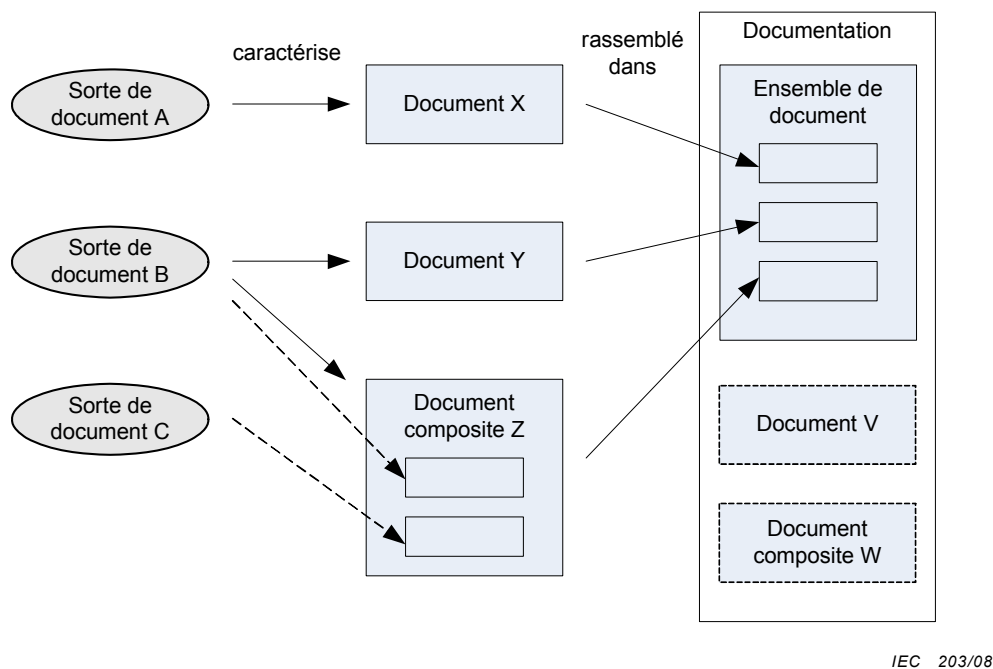 caractérise
rassemblé
dans
Documentation
Sorte de
document A
Document X
Ensemble de
document
Sorte de
document B
Document Y
Sorte de
document C
Document
composite Z
Document V
Document
composite W
IEC 203/08